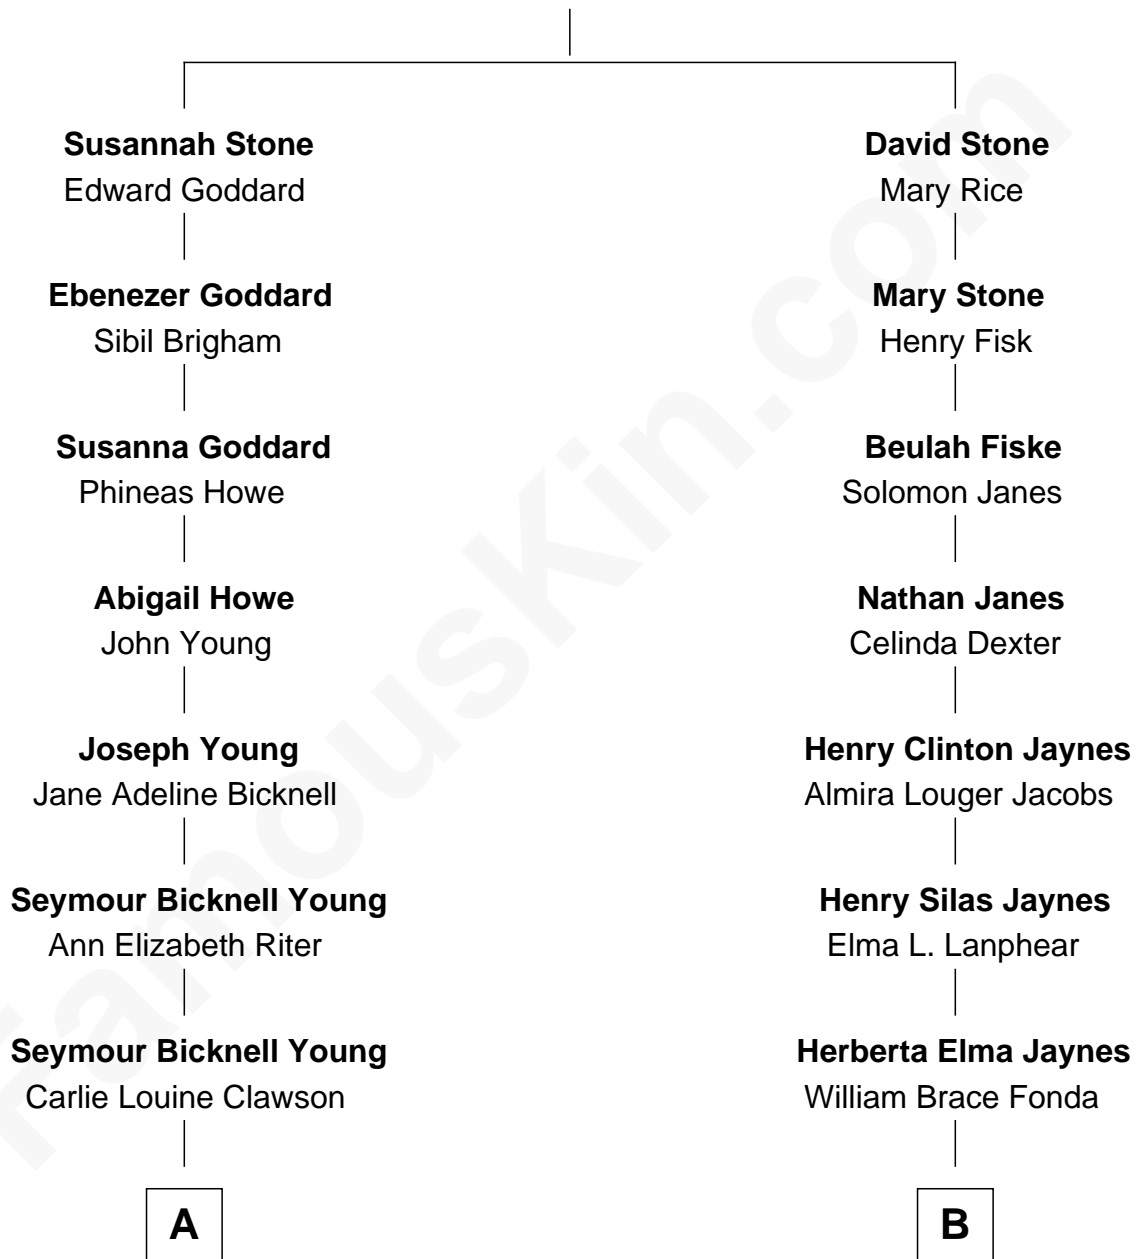 Susannah Stone
Edward Goddard
Ebenezer Goddard
Sibil Brigham
Susanna Goddard
Phineas Howe
Abigail Howe
John Young
Joseph Young
Jane Adeline Bicknell
Seymour Bicknell Young
Ann Elizabeth Riter
Seymour Bicknell Young
Carlie Louine Clawson
A
David Stone
Mary Rice
Mary Stone
Henry Fisk
Beulah Fiske
Solomon Janes
Nathan Janes
Celinda Dexter
Henry Clinton Jaynes
Almira Louger Jacobs
Henry Silas Jaynes
Elma L. Lanphear
Herberta Elma Jaynes
William Brace Fonda
B
FamousKin.com